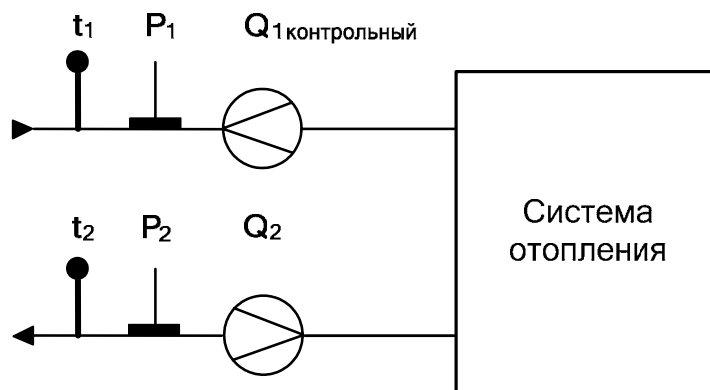 t₁ P₁ Q₁контрольный
t₂ P₂ Q₂
Система
отопления